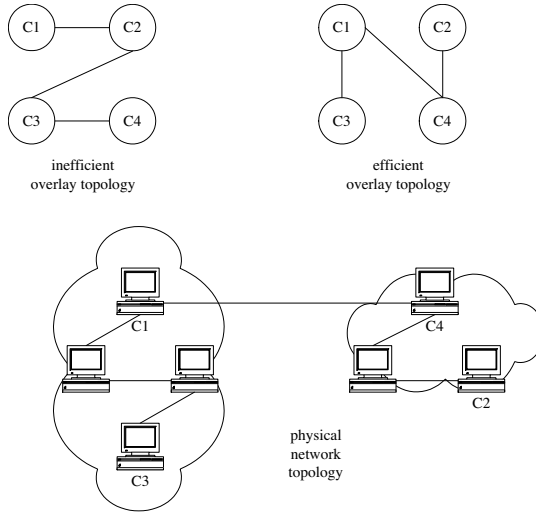 C1
C2
C3
C4
inefficient
overlay topology
C1
C2
C3
C4
efficient
overlay topology
C1
C4
C2
C3
physical
network
topology